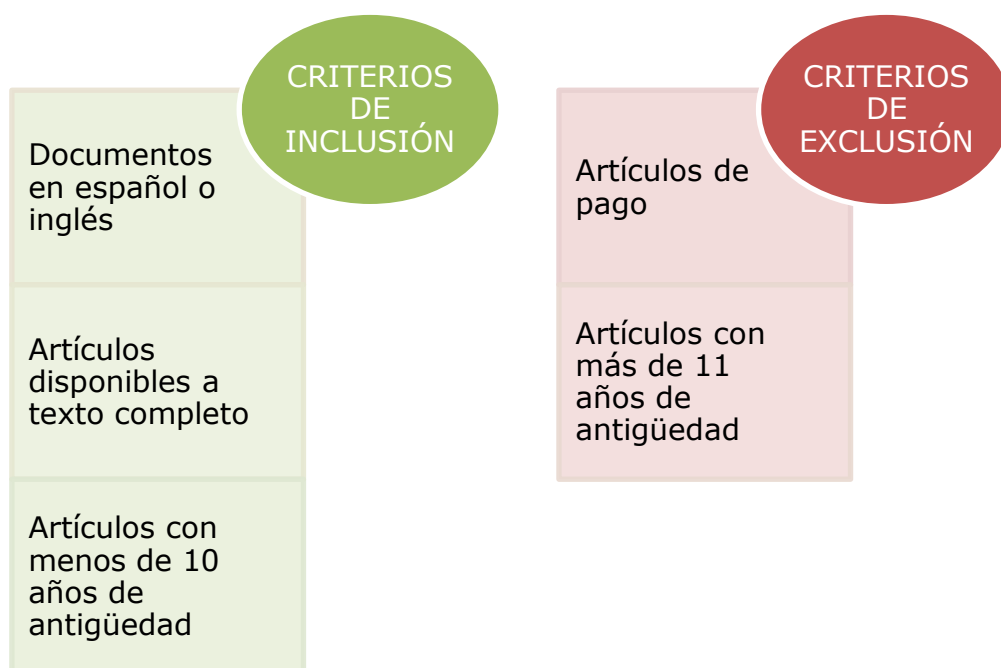 CRITERIOS
DE
INCLUSIÓN
Documentos
en español o
inglés
Artículos
disponibles a
texto completo
Artículos con
menos de 10
años de
antigüedad
CRITERIOS
DE
EXCLUSIÓN
Artículos de
pago
Artículos con
más de 11
años de
antigüedad